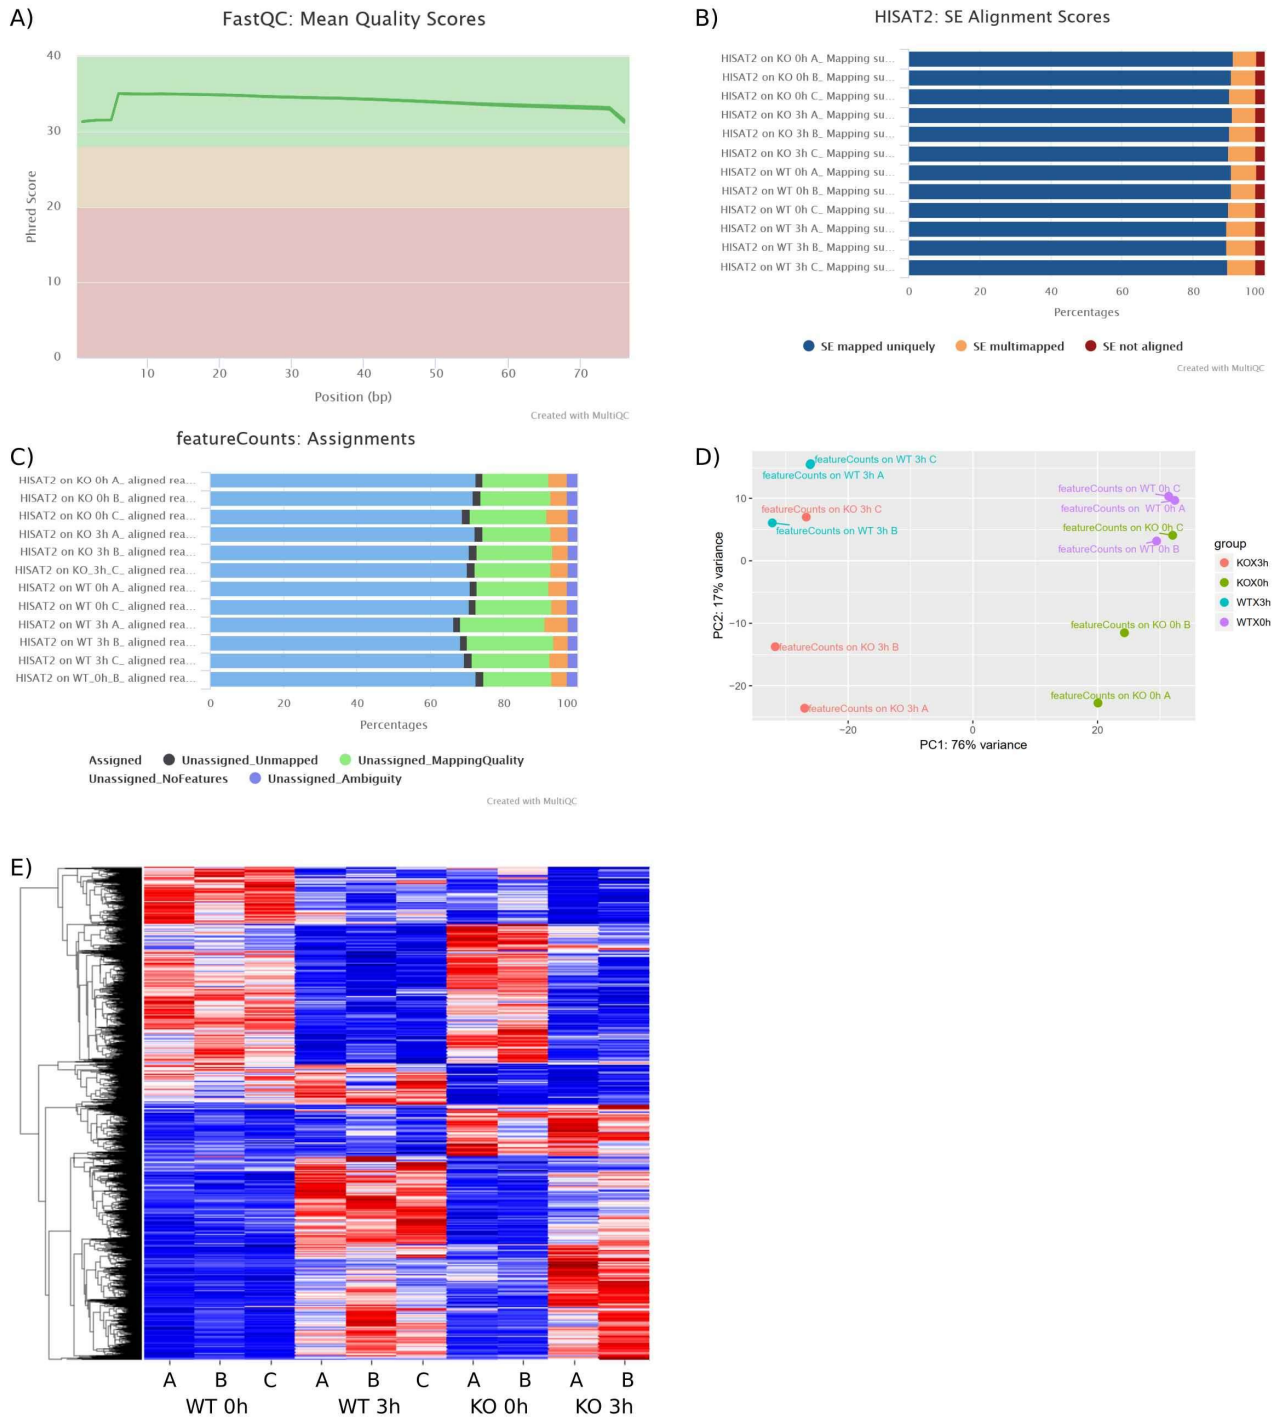 A)
FastQC: Mean Quality Scores
40
30
20
10
0
Phred Score
10 20 30 40 50 60 70
Position (bp)
Created with MultiQC
B)
HISAT2: SE Alignment Scores
HISAT2 on KO 0h A_ Mapping su...
HISAT2 on KO 0h B_ Mapping su...
HISAT2 on KO 0h C_ Mapping su...
HISAT2 on KO 3h A_ Mapping su...
HISAT2 on KO 3h B_ Mapping su...
HISAT2 on KO 3h C_ Mapping su...
HISAT2 on WT 0h A_ Mapping su...
HISAT2 on WT 0h B_ Mapping su...
HISAT2 on WT 0h C_ Mapping su...
HISAT2 on WT 3h A_ Mapping su...
HISAT2 on WT 3h B_ Mapping su...
HISAT2 on WT 3h C_ Mapping su...
0 20 40 60 80 100
Percentages
SE mapped uniquely SE multimapped SE not aligned
Created with MultiQC
C)
featureCounts: Assignments
HISAT2 on KO 0h A_ aligned rea...
HISAT2 on KO 0h B_ aligned rea...
HISAT2 on KO 0h C_ aligned rea...
HISAT2 on KO 3h A_ aligned rea...
HISAT2 on KO 3h B_ aligned rea...
HISAT2 on KO_3h_C_ aligned rea...
HISAT2 on WT 0h A_ aligned rea...
HISAT2 on WT 0h C_ aligned rea...
HISAT2 on WT 3h A_ aligned rea...
HISAT2 on WT 3h B_ aligned rea...
HISAT2 on WT 3h C_ aligned rea...
HISAT2 on WT_0h_B_ aligned rea...
0 20 40 60 80 100
Percentages
Assigned Unassigned_Unmapped Unassigned_MappingQuality
Unassigned_NoFeatures Unassigned_Ambiguity
Created with MultiQC
D)
featureCounts on WT 3h C
featureCounts on WT 3h A
featureCounts on KO 3h C
featureCounts on WT 3h B
featureCounts on WT 0h C
featureCounts on WT 0h A
featureCounts on KO 0h C
featureCounts on WT 0h B
featureCounts on KO 0h B
featureCounts on KO 3h B
featureCounts on KO 0h A
featureCounts on KO 3h A
10
0
−10
−20
PC2: 17% variance
−20 0 20
PC1: 76% variance
group
KOX3h
KOX0h
WTX3h
WTX0h
E)
A B C A B C A B A B
WT 0h WT 3h KO 0h KO 3h